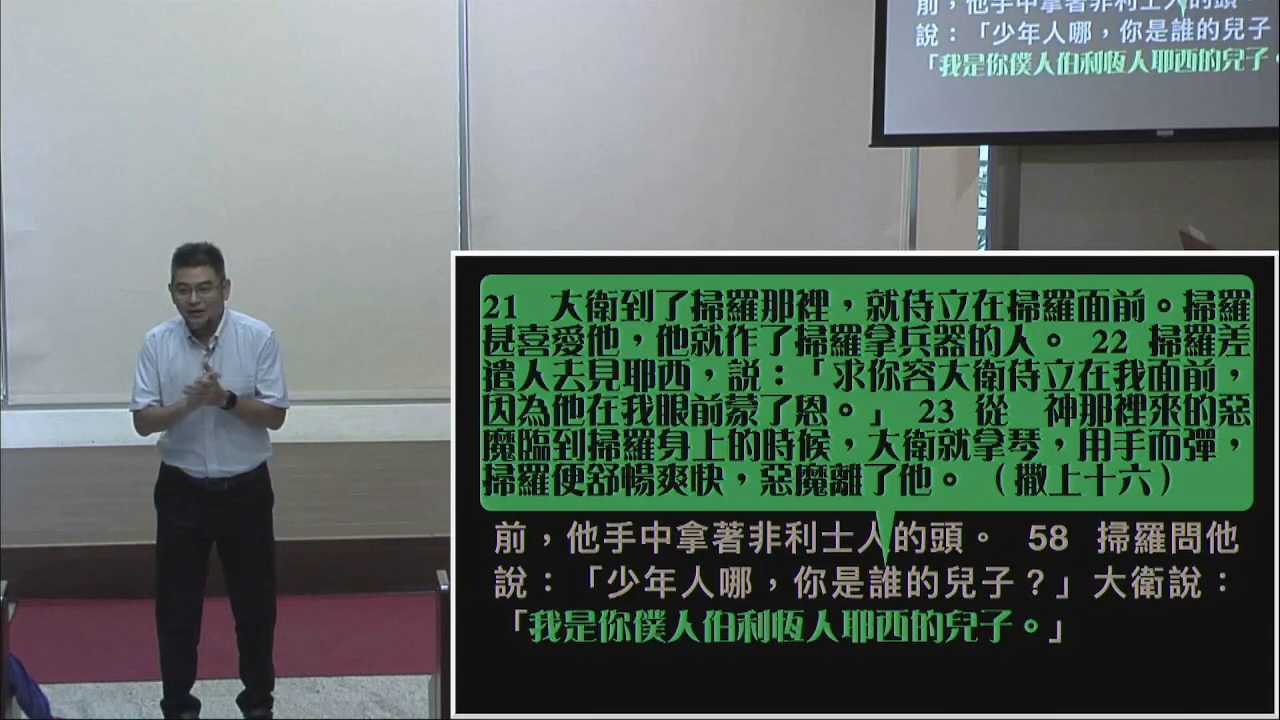 前，他手中拿著非利士人的頭。
說：「少年人哪，你是誰的兒子
「我是你僕人伯利恆人耶西的兒子。
21 大衛到了掃羅那裡，就侍立在掃羅面前。掃羅
甚喜愛他，他就作了掃羅拿兵器的人。 22 掃羅差
遣人去見耶西，說：「求你容大衛侍立在我面前，
因為他在我眼前蒙了恩。」 23 從　神那裡來的惡
魔臨到掃羅身上的時候，大衛就拿琴，用手而彈，
掃羅便舒暢爽快，惡魔離了他。（撒上十六）
前，他手中拿著非利士人的頭。 58 掃羅問他
說：「少年人哪，你是誰的兒子？」大衛說：
「我是你僕人伯利恆人耶西的兒子。」